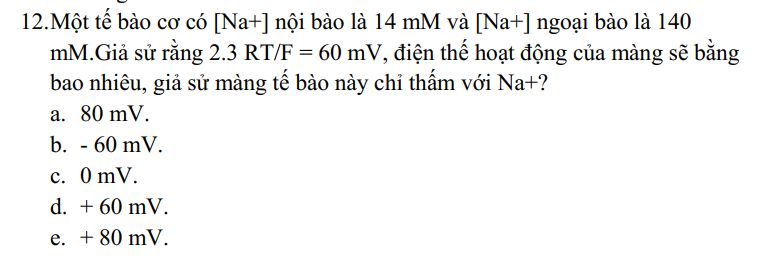 12.Một tế bào cơ có [Na+] nội bào là 14 mM và [Na+] ngoại bào là 140
mM.Giả sử rằng 2.3 RT/F = 60 mV, điện thế hoạt động của màng sẽ bằng
bao nhiêu, giả sử màng tế bào này chỉ thấm với Na+?
a. 80 mV.
b. - 60 mV.
c. 0 mV.
d. + 60 mV.
e. + 80 mV.